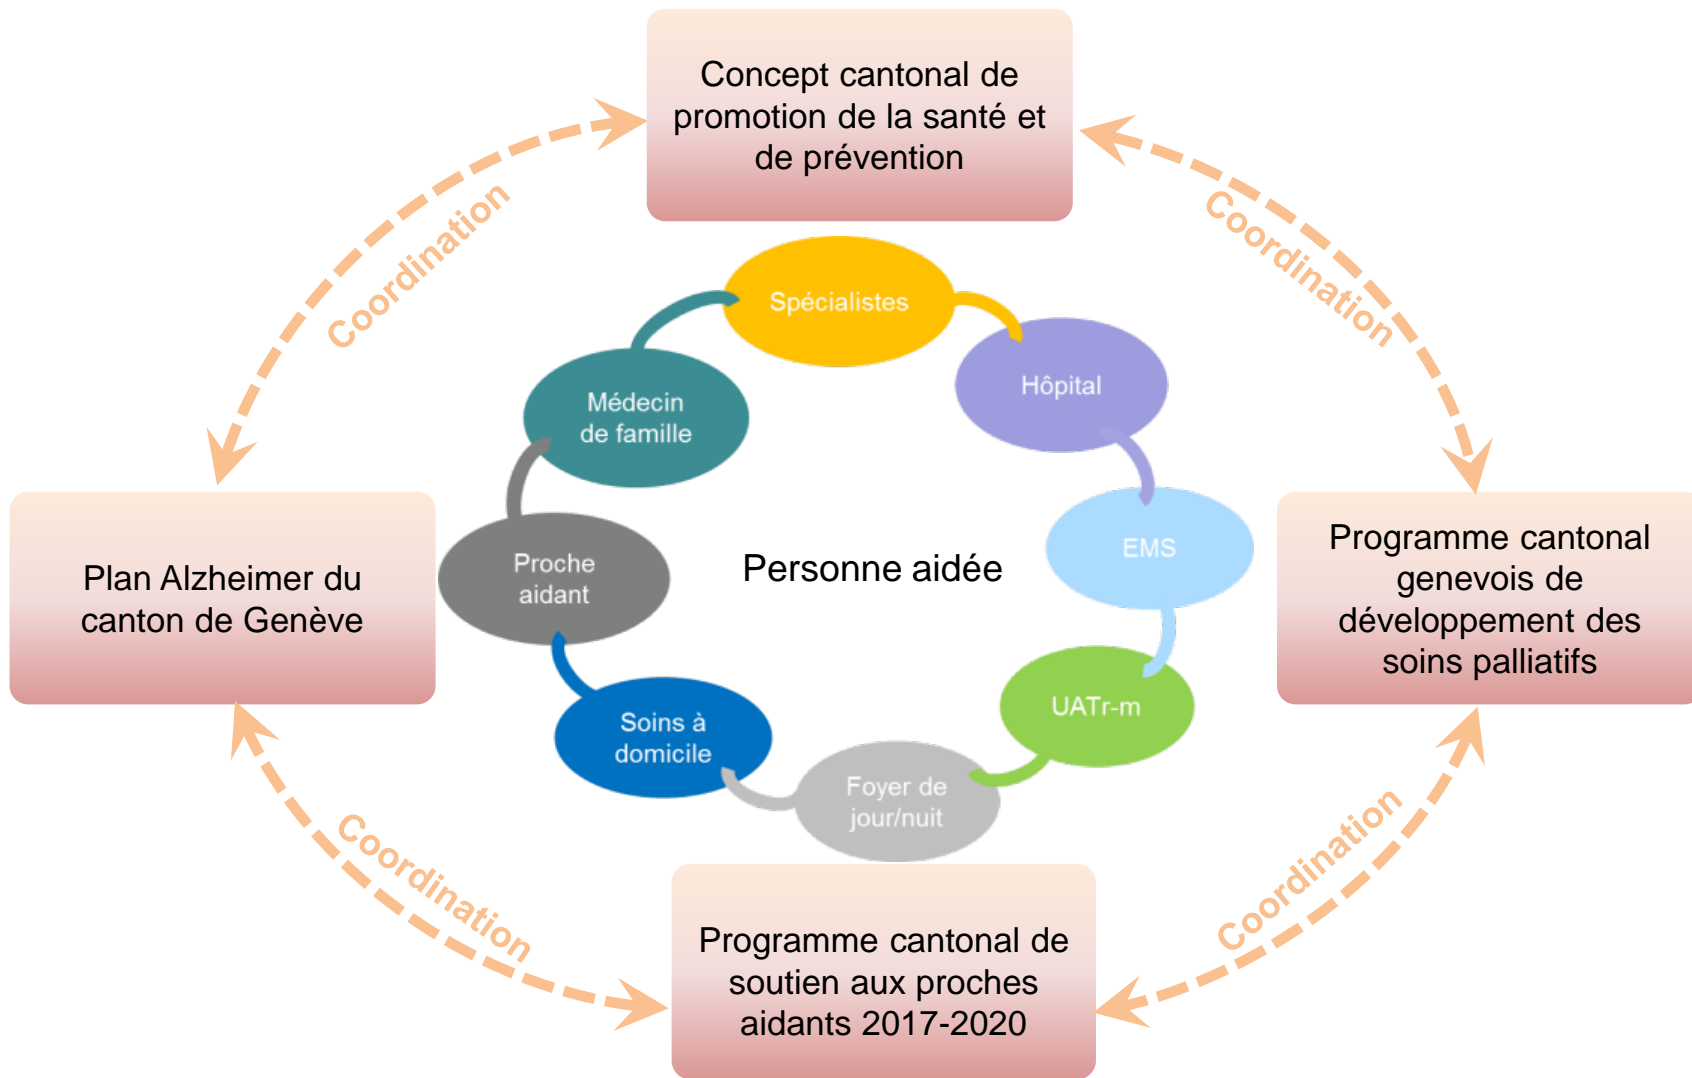 Concept cantonal de
promotion de la santé et
de prévention
Coordination
Coordination
Spécialistes
Hôpital
Médecin
de famille
EMS
Proche
aidant
Personne aidée
Plan Alzheimer du
canton de Genève
Programme cantonal
genevois de
développement des
soins palliatifs
UATr-m
Soins à
domicile
Foyer de
jour/nuit
Coordination
Coordination
Programme cantonal de
soutien aux proches
aidants 2017-2020